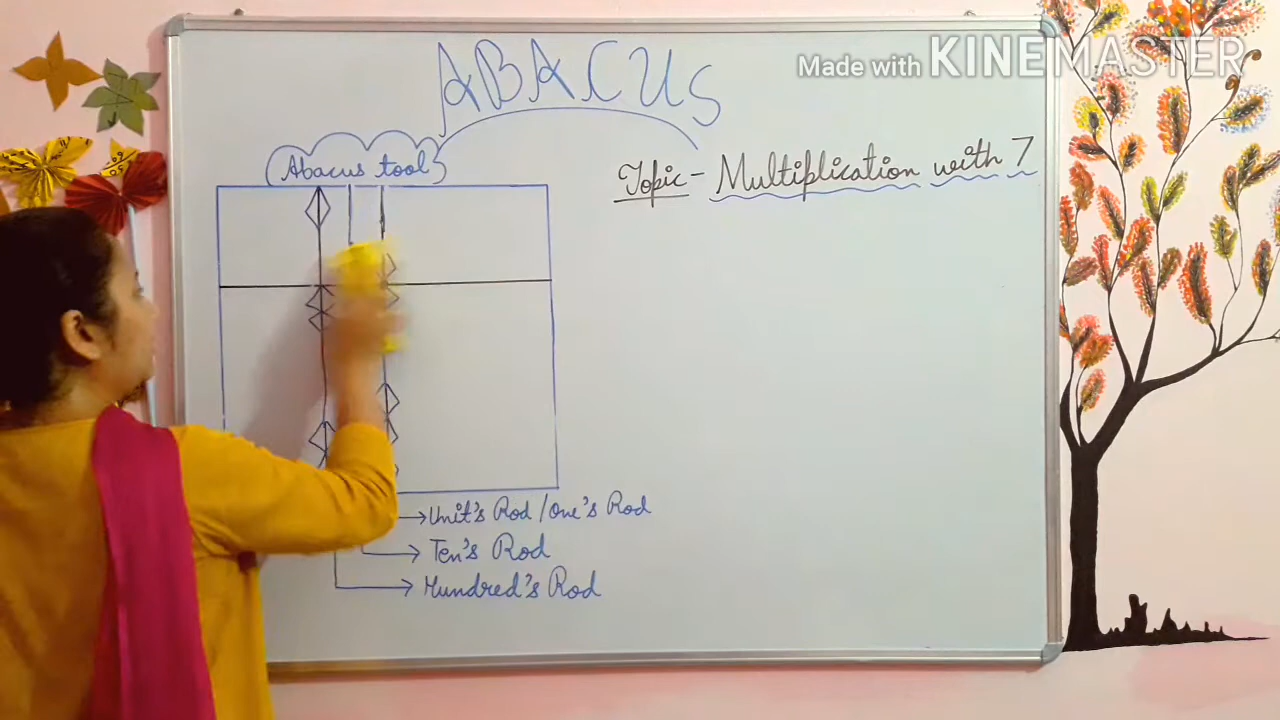 ABACUS
Made with KINEMASTER
Abacus tool
Topic - Multiplication with 7
Unit's Rod / One's Rod
Ten's Rod
Hundred's Rod